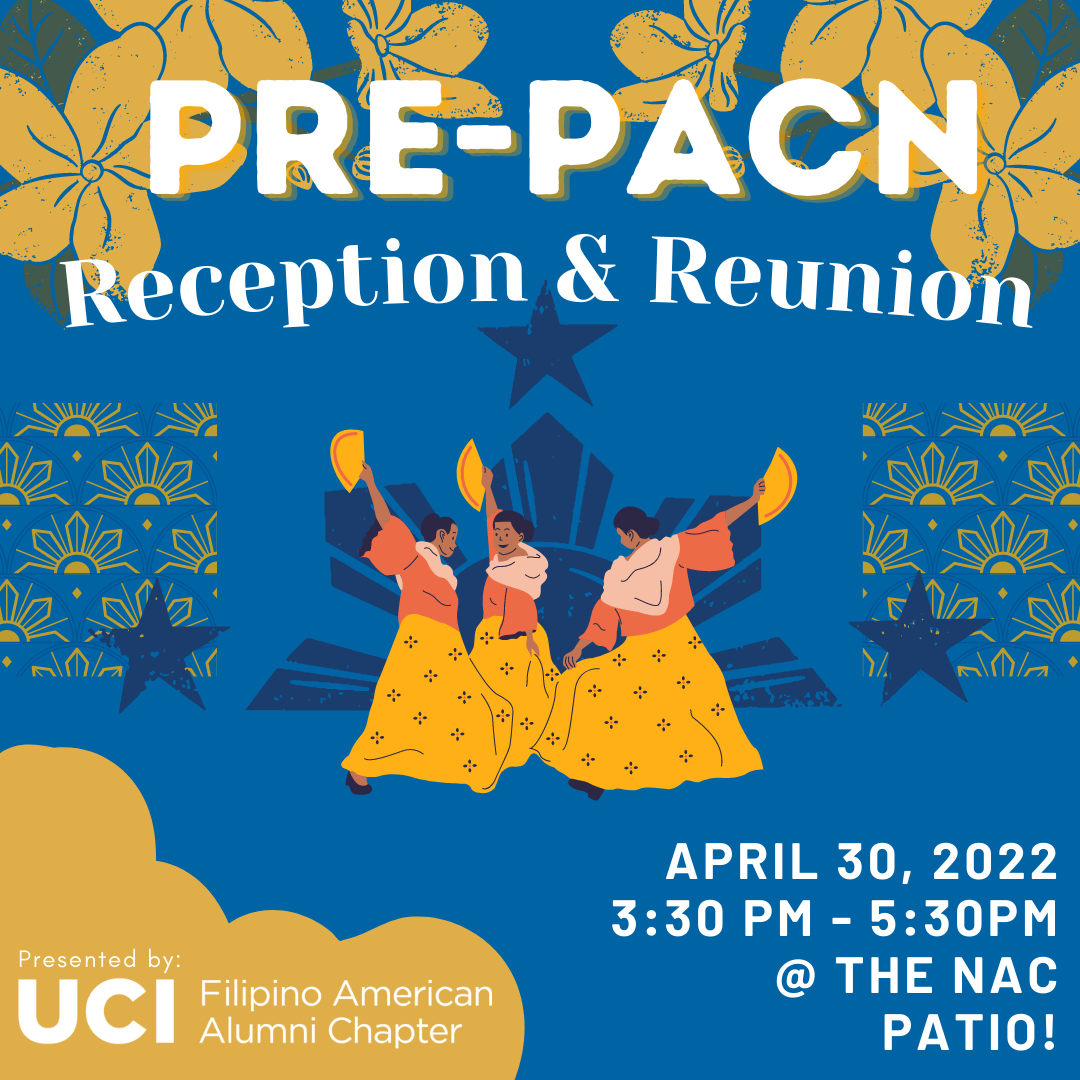 PRE-PACN
Reception & Reunion
APRIL 30, 2022
3:30 PM - 5:30PM
@ THE NAC
PATIO!
Presented by:
UCI Filipino American
Alumni Chapter